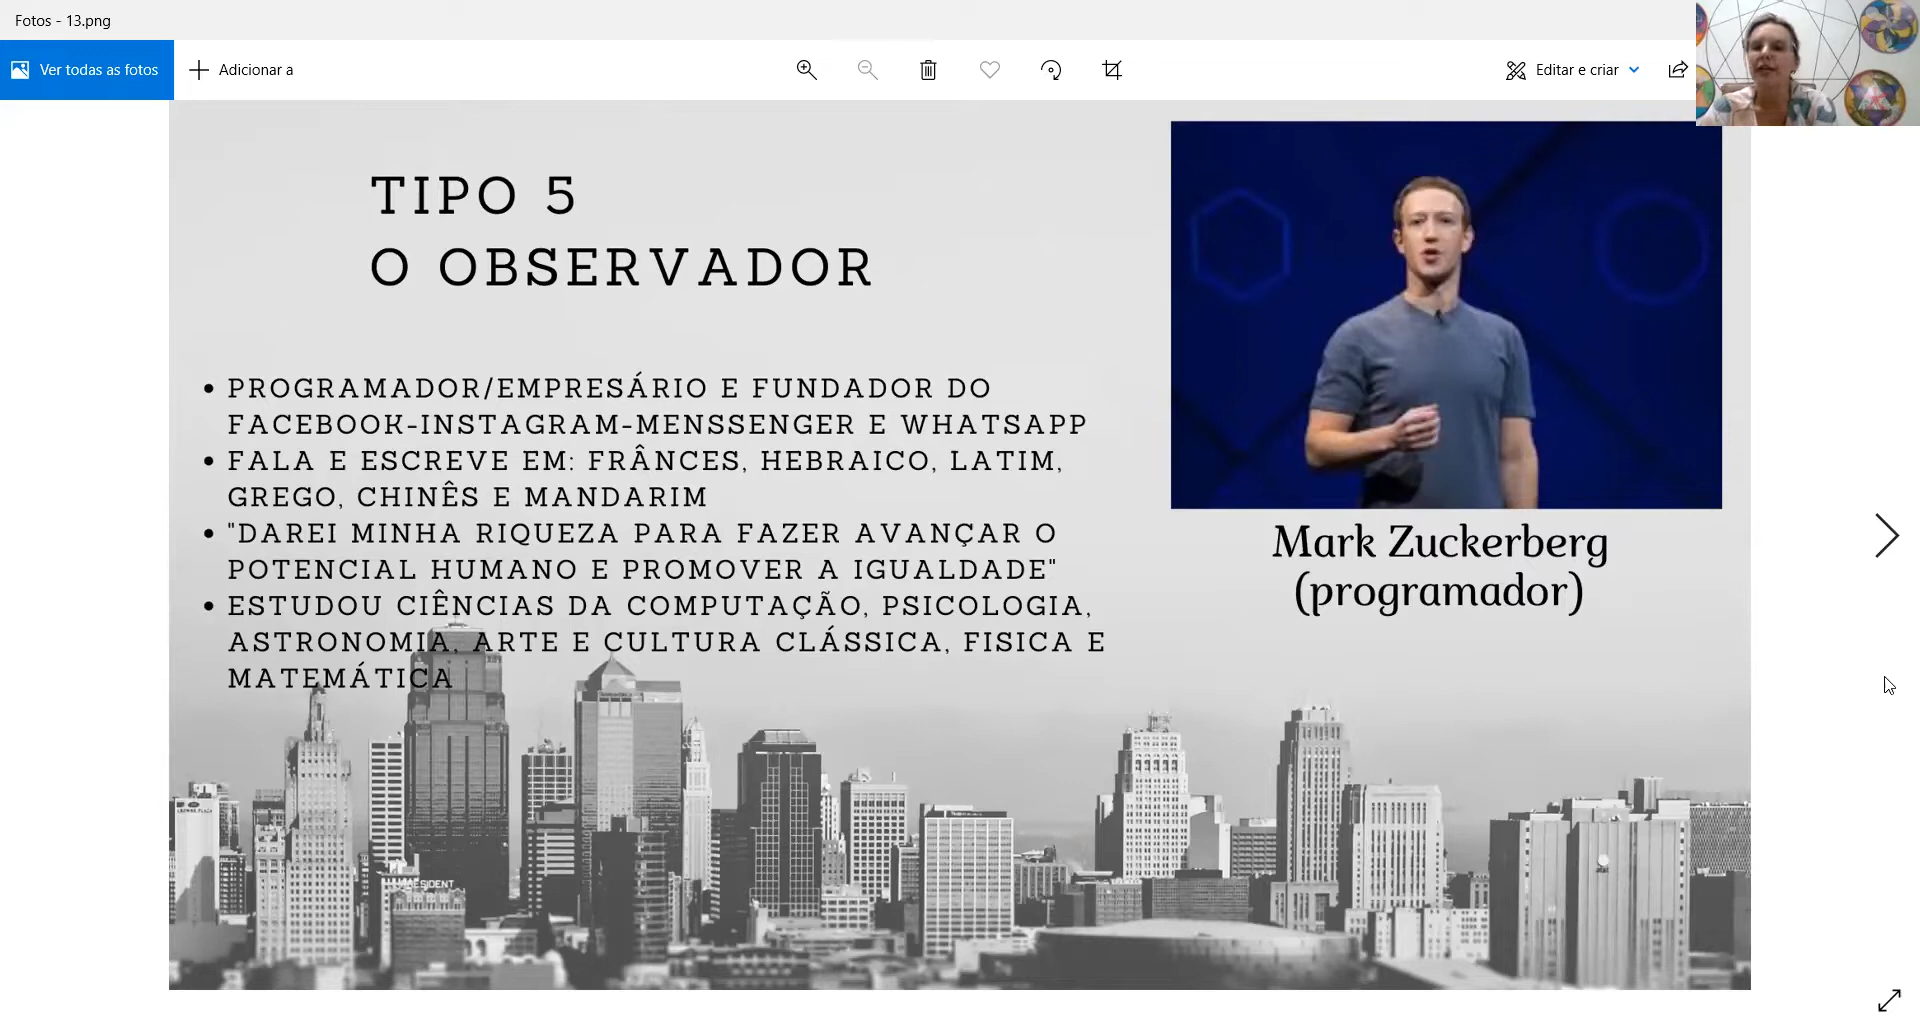 Fotos - 13.png
Ver todas as fotos
Adicionar a
Editar e criar
TIPO 5
O OBSERVADOR
PROGRAMADOR/EMPRESÁRIO E FUNDADOR DO
FACEBOOK-INSTAGRAM-MENSSENGER E WHATSAPP
FALA E ESCREVE EM: FRÂNCES, HEBRAICO, LATIM,
GREGO, CHINÊS E MANDARIM
"DAREI MINHA RIQUEZA PARA FAZER AVANÇAR O
POTENCIAL HUMANO E PROMOVER A IGUALDADE"
ESTUDOU CIÊNCIAS DA COMPUTAÇÃO, PSICOLOGIA,
ASTRONOMIA, ARTE E CULTURA CLÁSSICA, FISICA E
MATEMÁTICA
Mark Zuckerberg
(programador)